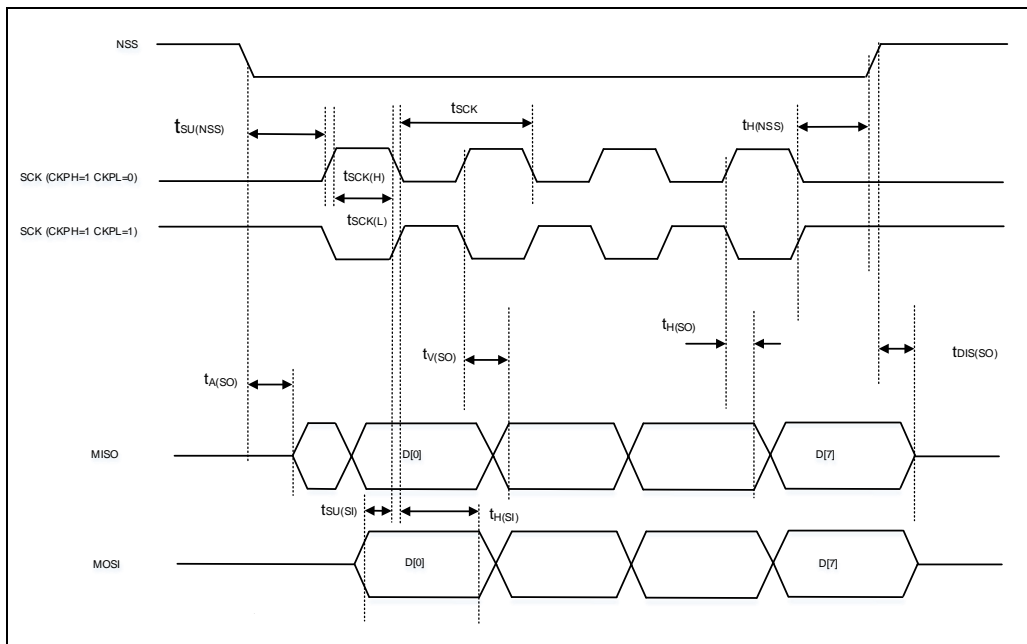 NSS
tSU(NSS)
tSCK
tH(NSS)
SCK (CKPH=1 CKPL=0)
tSCK(H)
tSCK(L)
SCK (CKPH=1 CKPL=1)
tH(SO)
tV(SO)
tDIS(SO)
tA(SO)
MISO
D[0]
D[7]
tSU(SI)
tH(SI)
MOSI
D[0]
D[7]